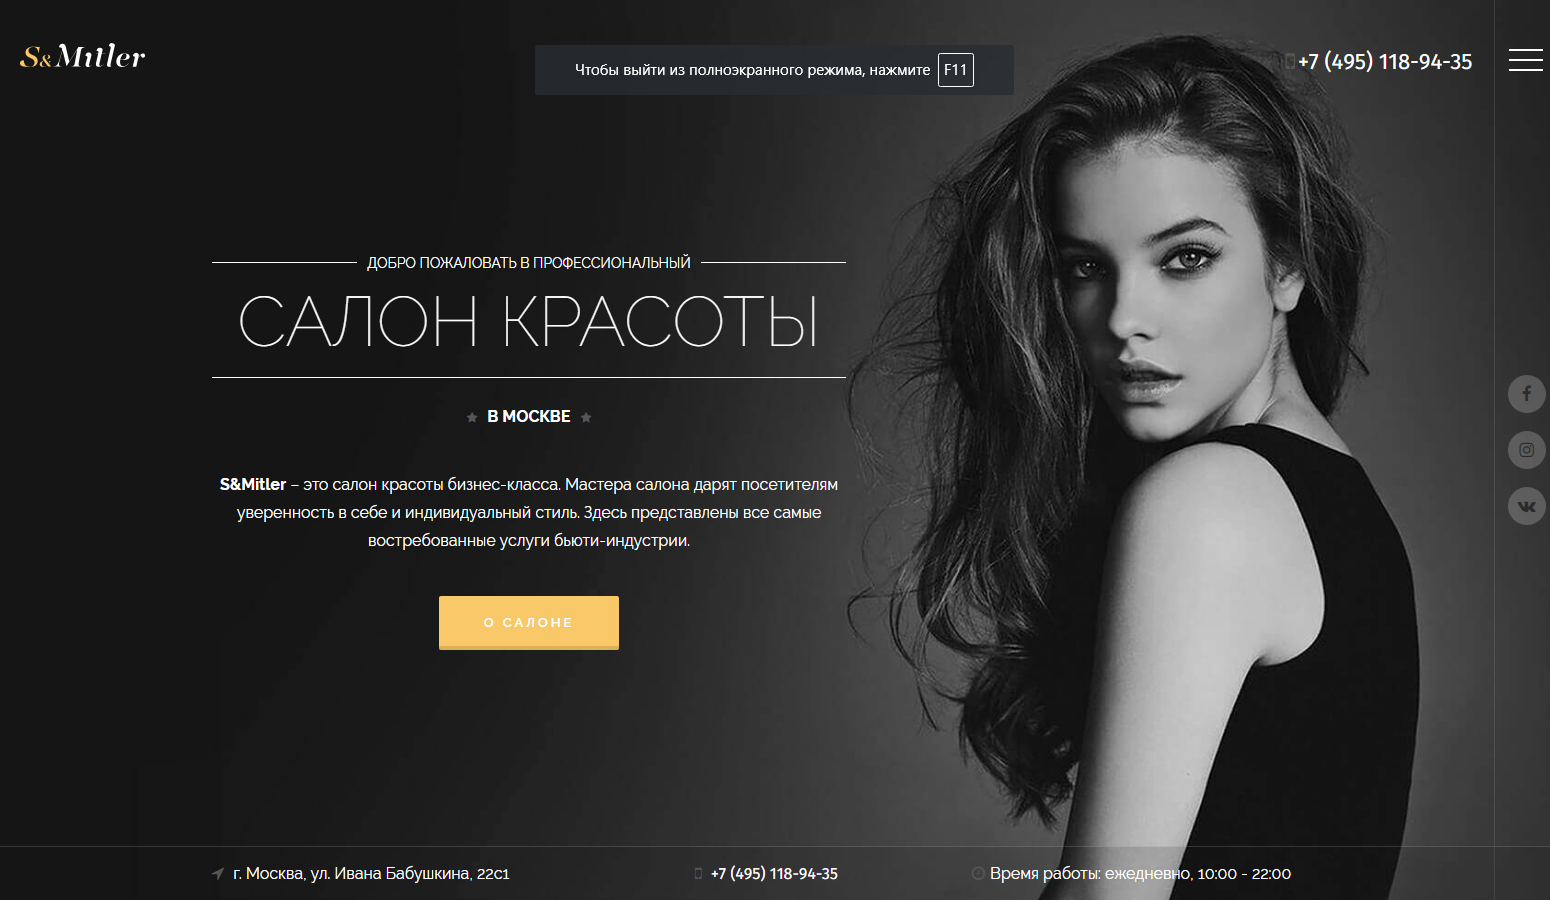 S&Mitler
Чтобы выйти из полноэкранного режима, нажмите F11
+7 (495) 118-94-35
ДОБРО ПОЖАЛОВАТЬ В ПРОФЕССИОНАЛЬНЫЙ
САЛОН КРАСОТЫ
В МОСКВЕ
S&Mitler – это салон красоты бизнес-класса. Мастера салона дарят посетителям
уверенность в себе и индивидуальный стиль. Здесь представлены все самые
востребованные услуги бьюти-индустрии.
О САЛОНЕ
г. Москва, ул. Ивана Бабушкина, 22с1
+7 (495) 118-94-35
Время работы: ежедневно, 10:00 - 22:00